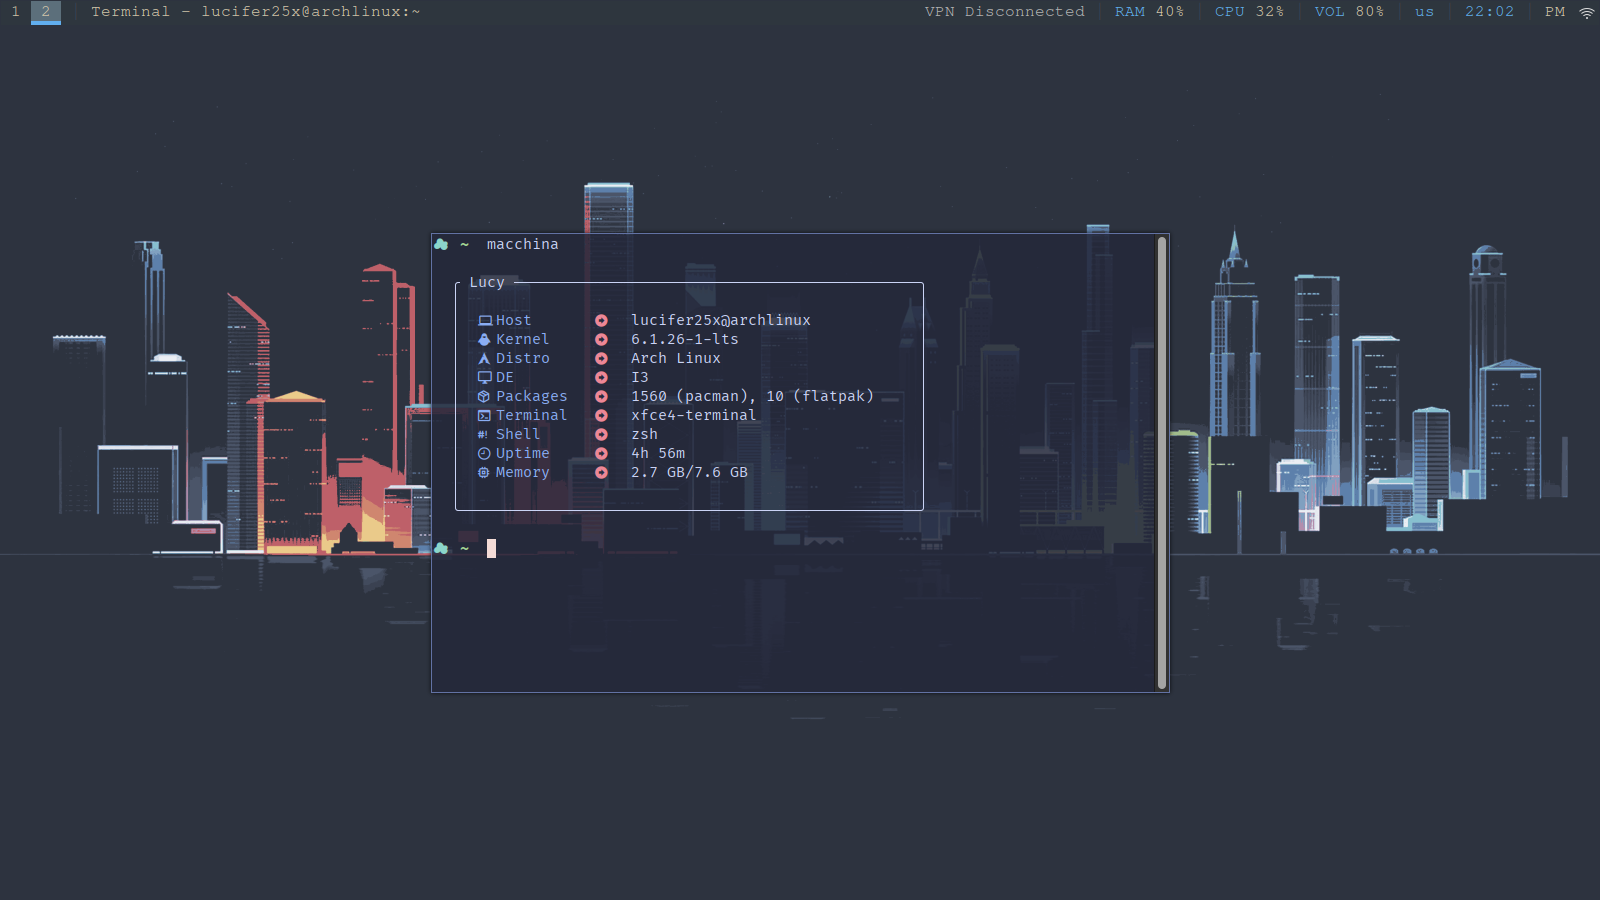 1 2 Terminal - lucifer25x@archlinux:~ VPN Disconnected RAM 40% CPU 32% VOL 80% us 22:02 PM
~ macchina
Lucy
Host lucifer25x@archlinux
Kernel 6.1.26-1-lts
Distro Arch Linux
DE I3
Packages 1560 (pacman), 10 (flatpak)
Terminal xfce4-terminal
#! Shell zsh
Uptime 4h 56m
Memory 2.7 GB/7.6 GB
~